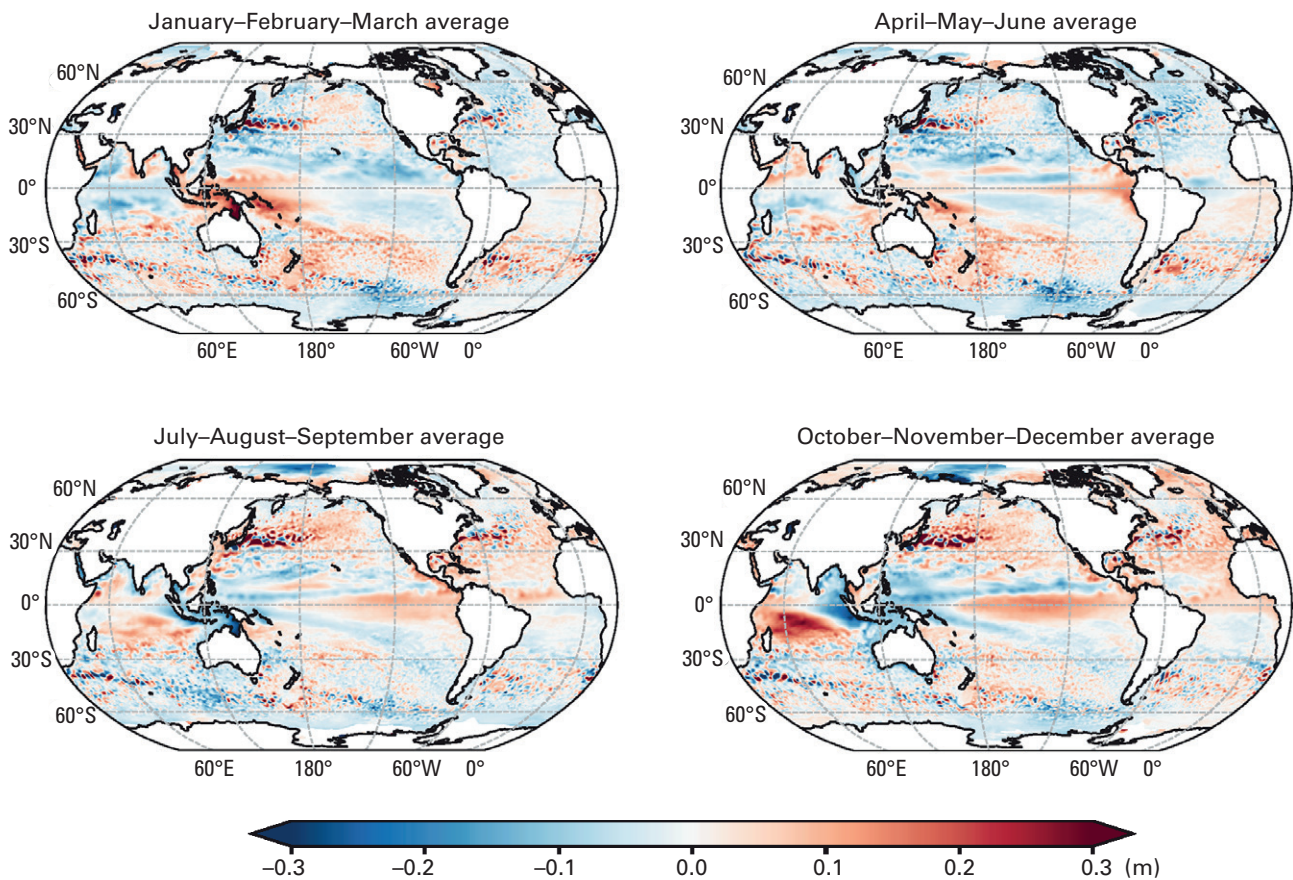 January–February–March average
April–May–June average
60°N
30°N
0°
30°S
60°S
60°E 180° 60°W 0°
60°N
30°N
0°
30°S
60°S
60°E 180° 60°W 0°
July–August–September average
October–November–December average
60°N
30°N
0°
30°S
60°S
60°E 180° 60°W 0°
60°N
30°N
0°
30°S
60°S
60°E 180° 60°W 0°
–0.3 –0.2 –0.1 0.0 0.1 0.2 0.3 (m)